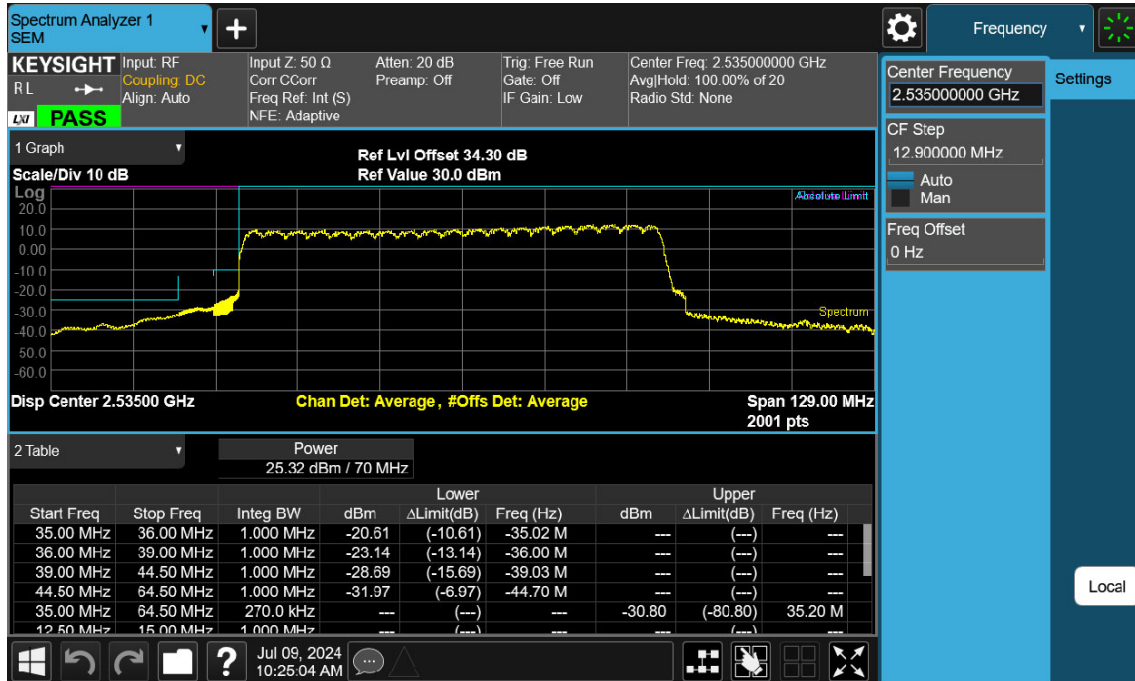 Spectrum Analyzer 1
SEM
Frequency
KEYSIGHT
R L
LXI PASS
Input: RF
Coupling: DC
Align: Auto
Input Z: 50 Ω
Corr CCorr
Freq Ref: Int (S)
NFE: Adaptive
Atten: 20 dB
Preamp: Off
Trig: Free Run
Gate: Off
IF Gain: Low
Center Freq: 2.535000000 GHz
Avg|Hold: 100.00% of 20
Radio Std: None
Center Frequency
2.535000000 GHz
Settings
CF Step
12.900000 MHz
Auto
Man
Freq Offset
0 Hz
1 Graph
Scale/Div 10 dB
Ref Lvl Offset 34.30 dB
Ref Value 30.0 dBm
Log
20.0
10.0
0.00
-10.0
-20.0
-30.0
-40.0
50.0
-60.0
Limit
Spectrum
Disp Center 2.53500 GHz
Chan Det: Average , #Offs Det: Average
Span 129.00 MHz
2001 pts
2 Table
Power
25.32 dBm / 70 MHz
Lower Upper
Start Freq Stop Freq Integ BW dBm ΔLimit(dB) Freq (Hz) dBm ΔLimit(dB) Freq (Hz)
35.00 MHz 36.00 MHz 1.000 MHz -20.61 (-10.61) -35.02 M --- (---) ---
36.00 MHz 39.00 MHz 1.000 MHz -23.14 (-13.14) -36.00 M --- (---) ---
39.00 MHz 44.50 MHz 1.000 MHz -28.69 (-15.69) -39.03 M --- (---) ---
44.50 MHz 64.50 MHz 1.000 MHz -31.97 (-6.97) -44.70 M --- (---) ---
35.00 MHz 64.50 MHz 270.0 kHz --- (---) --- -30.80 (-80.80) 35.20 M
12.50 MHz 15.00 MHz 1.000 MHz --- (---) --- --- (---) ---
Local
Jul 09, 2024
10:25:04 AM